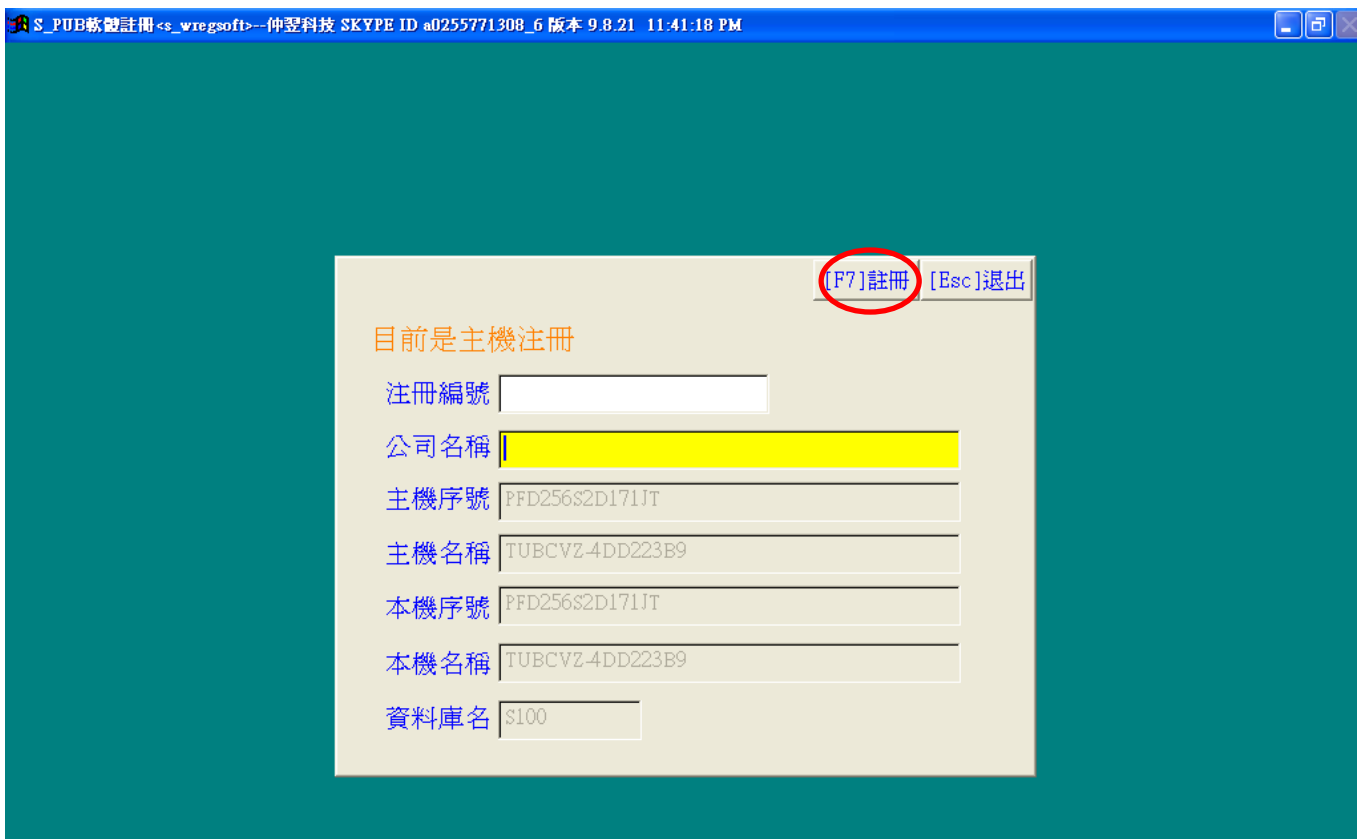 S_PUB軟體註冊<s_wregsoft>--仲翌科技 SKYPE ID a0255771308_6 版本 9.8.21 11:41:18 PM
[F7]註冊 [Esc]退出
目前是主機注冊
注冊編號
公司名稱
主機序號 PFD256S2D171JT
主機名稱 TUBCVZ-4DD223B9
本機序號 PFD256S2D171JT
本機名稱 TUBCVZ-4DD223B9
資料庫名 S100